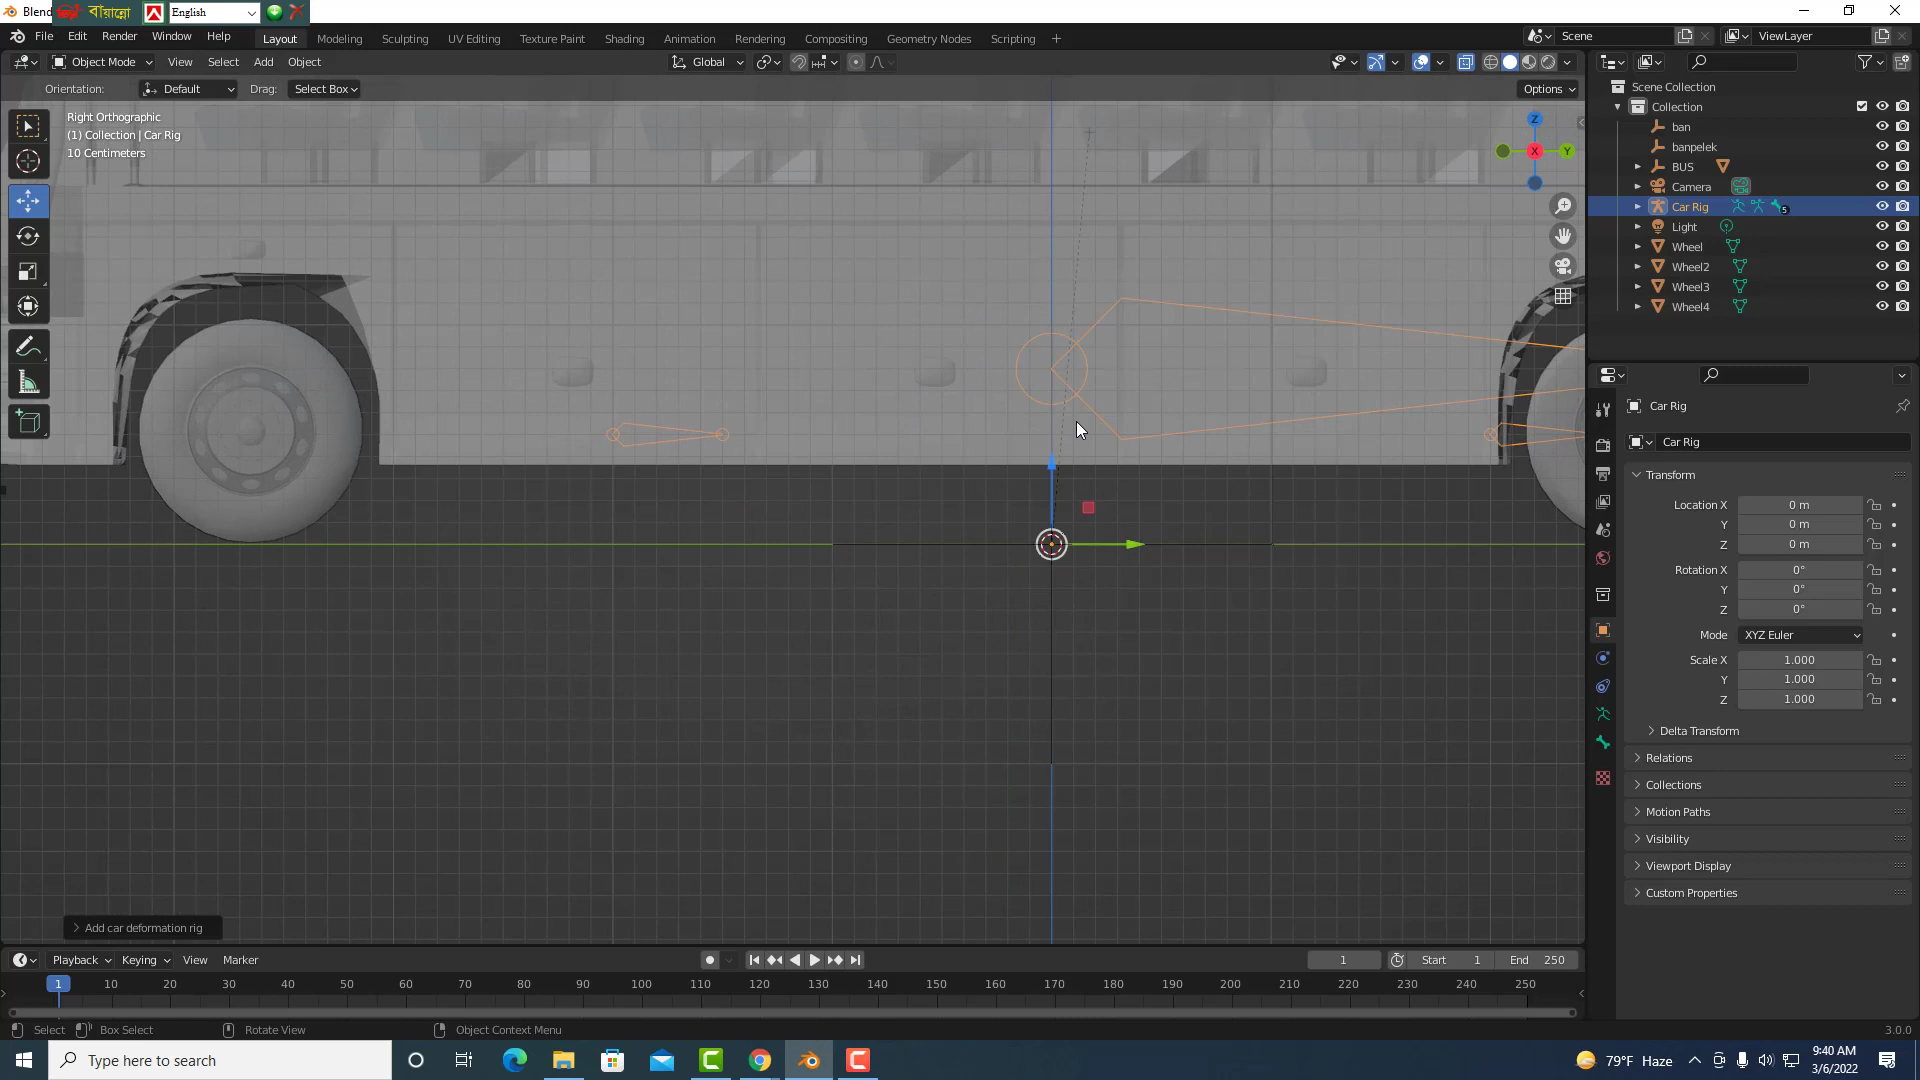 Blen
বায়ান্নো
English
File Edit Render Window Help
Layout Modeling Sculpting UV Editing Texture Paint Shading Animation Rendering Compositing Geometry Nodes Scripting +
Scene
ViewLayer
Object Mode View Select Add Object
Global
Orientation: Default Drag: Select Box
Options
Right Orthographic
(1) Collection | Car Rig
10 Centimeters
Z
X
Y
Scene Collection
Collection
ban
banpelek
BUS
Camera
Car Rig 5
Light
Wheel
Wheel2
Wheel3
Wheel4
Car Rig
Car Rig
Transform
Location X 0 m
Y 0 m
Z 0 m
Rotation X 0°
Y 0°
Z 0°
Mode XYZ Euler
Scale X 1.000
Y 1.000
Z 1.000
Delta Transform
Relations
Collections
Motion Paths
Visibility
Viewport Display
Custom Properties
Add car deformation rig
Playback Keying View Marker
1 Start 1 End 250
1 10 20 30 40 50 60 70 80 90 100 110 120 130 140 150 160 170 180 190 200 210 220 230 240 250
Select Box Select Rotate View Object Context Menu 3.0.0
Type here to search
79°F Haze
9:40 AM
3/6/2022